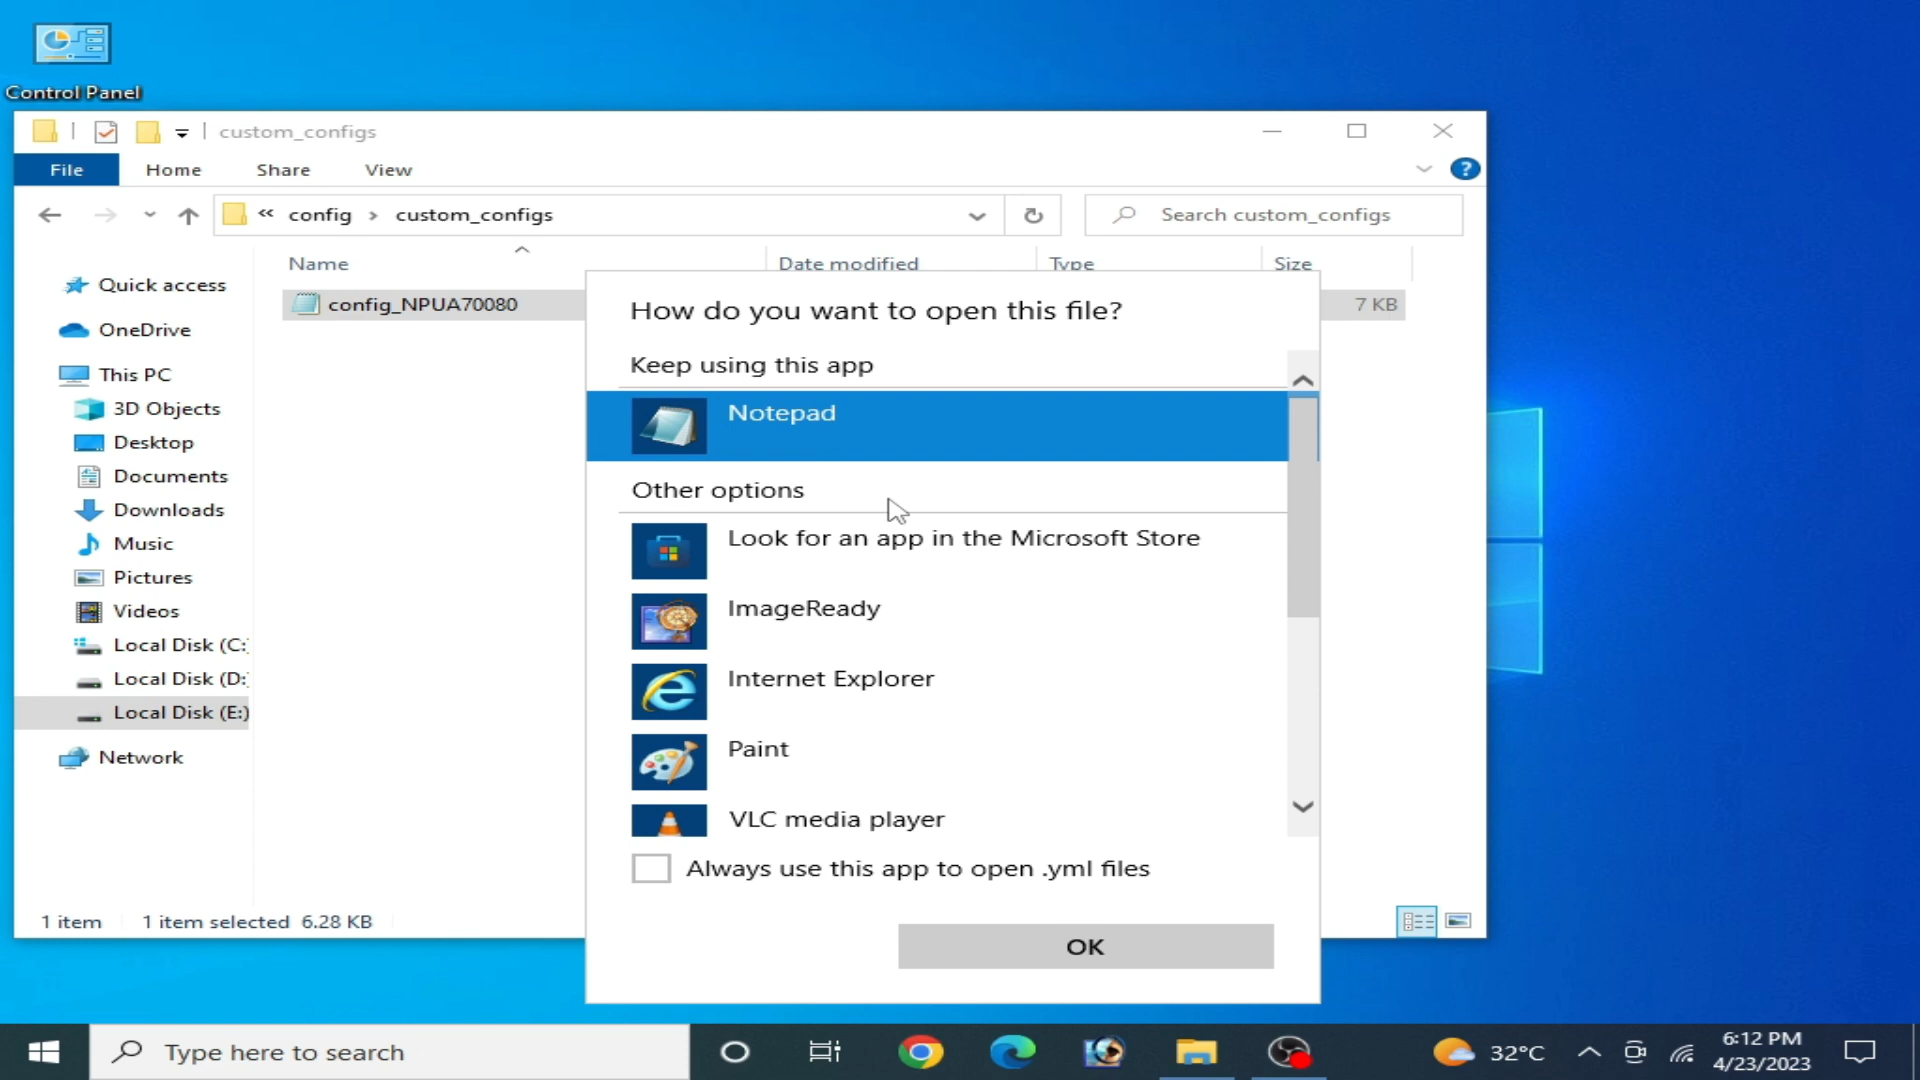 Control Panel
custom_configs
File Home Share View
?
« config › custom_configs
Search custom_configs
Name Date modified Type Size
Quick access
OneDrive
This PC
3D Objects
Desktop
Documents
Downloads
Music
Pictures
Videos
Local Disk (C:
Local Disk (D:
Local Disk (E:)
Network
config_NPUA70080
7 KB
How do you want to open this file?
Keep using this app
Notepad
Other options
Look for an app in the Microsoft Store
ImageReady
Internet Explorer
Paint
VLC media player
Always use this app to open .yml files
OK
1 item 1 item selected 6.28 KB
Type here to search
32°C
6:12 PM
4/23/2023